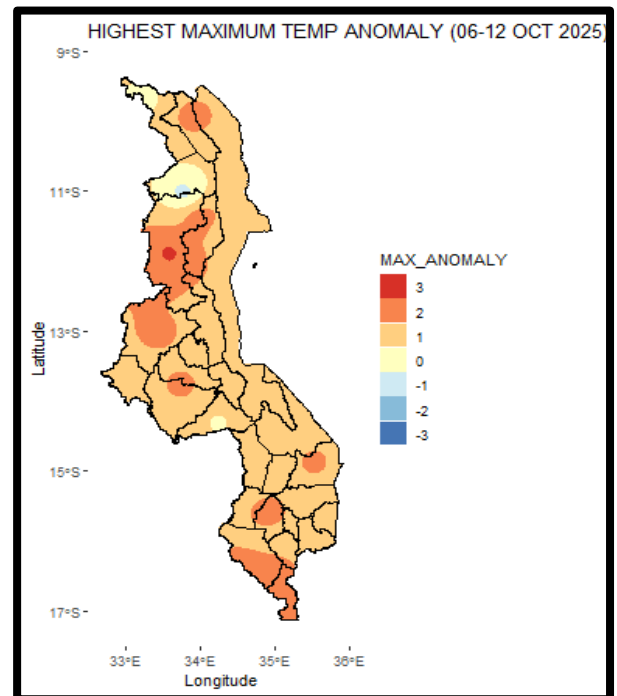 HIGHEST MAXIMUM TEMP ANOMALY (06-12 OCT 2025)
9°S
11°S
13°S
15°S
17°S
Latitude
33°E 34°E 35°E 36°E
Longitude
MAX_ANOMALY
3
2
1
0
-1
-2
-3